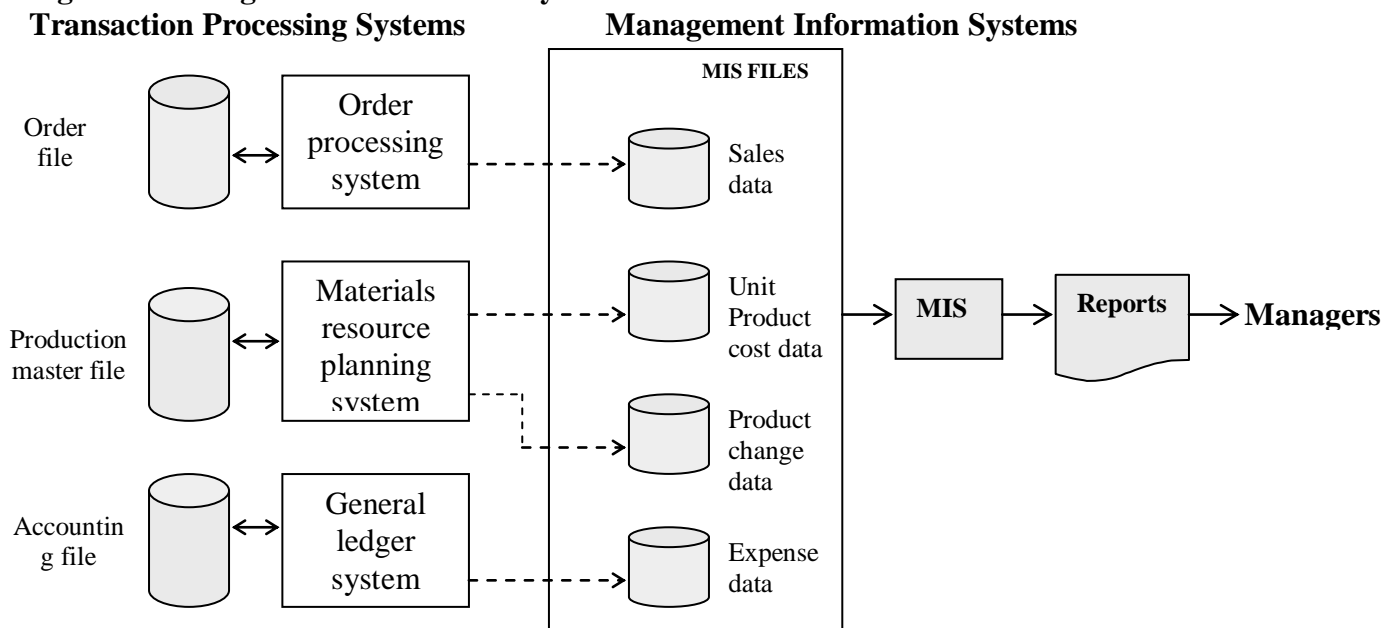 Transaction Processing Systems
Management Information Systems
MIS FILES
Order
file
Order
processing
system
Sales
data
Production
master file
Materials
resource
planning
system
Unit
Product
cost data
MIS
Reports
Managers
Product
change
data
Accountin
g file
General
ledger
system
Expense
data